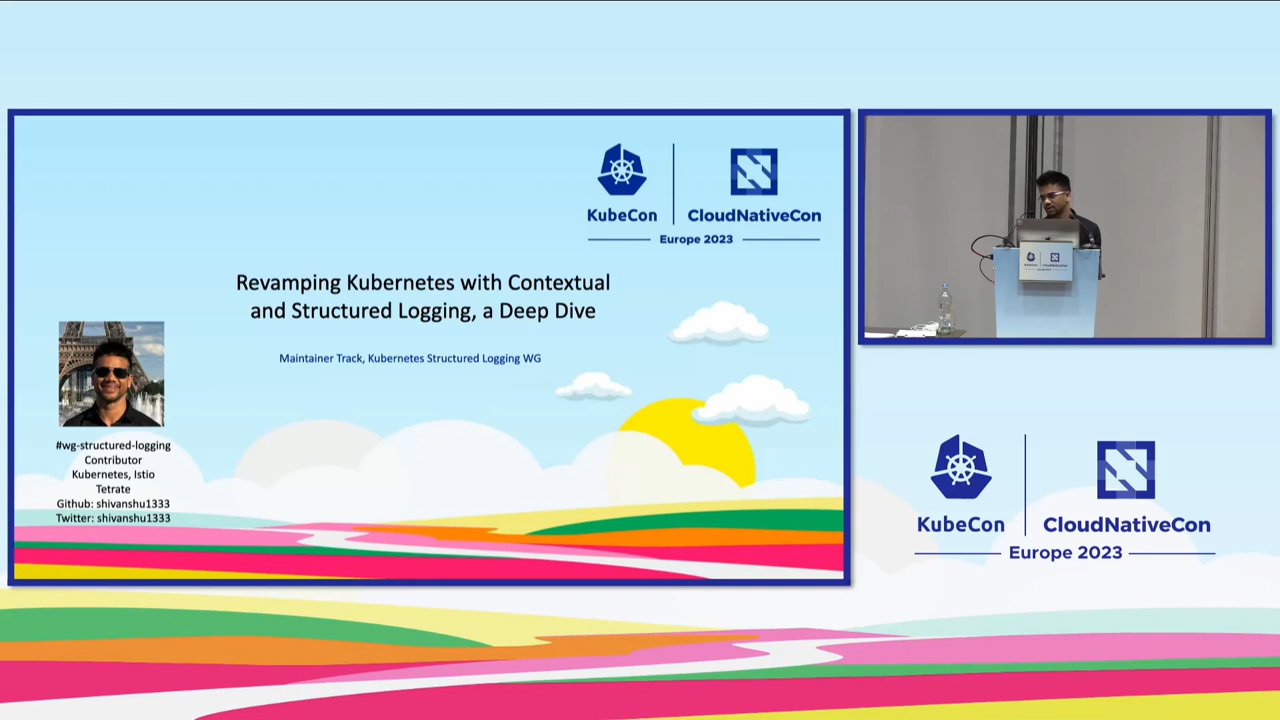 KubeCon
CloudNativeCon
Europe 2023
Revamping Kubernetes with Contextual
and Structured Logging, a Deep Dive
Maintainer Track, Kubernetes Structured Logging WG
#wg-structured-logging
Contributor
Kubernetes, Istio
Tetrate
Github: shivanshu1333
Twitter: shivanshu1333
KubeCon
CloudNativeCon
Europe 2023